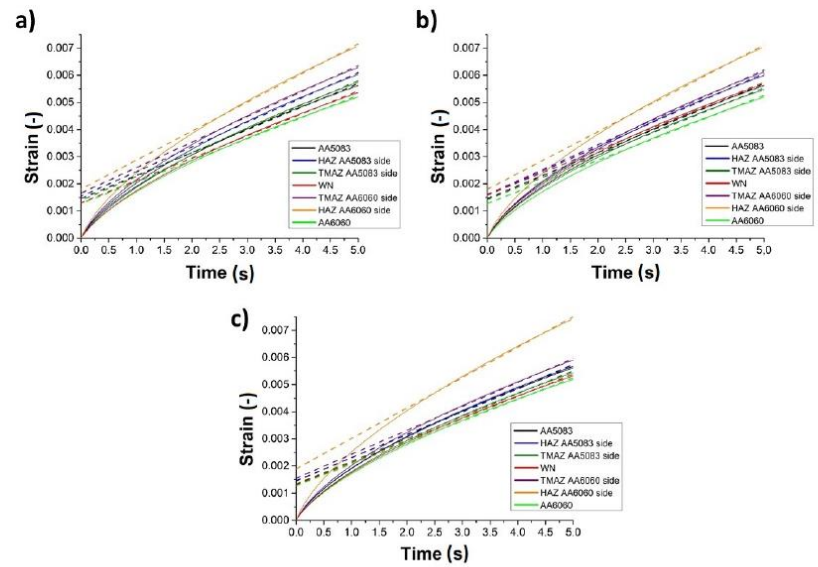 a)
0.007
0.006
0.005
0.004
0.003
0.002
0.001
0.000
Strain (-)
0.0 0.5 1.0 1.5 2.0 2.5 3.0 3.5 4.0 4.5 5.0
Time (s)
AA5083
HAZ AA5083 side
TMAZ AA5083 side
WN
TMAZ AA6060 side
HAZ AA6060 side
AA6060
b)
0.007
0.006
0.005
0.004
0.003
0.002
0.001
0.000
Strain (-)
0.0 0.5 1.0 1.5 2.0 2.5 3.0 3.5 4.0 4.5 5.0
Time (s)
AA5083
HAZ AA5083 side
TMAZ AA5083 side
WN
TMAZ AA6060 side
HAZ AA6060 side
AA6060
c)
0.007
0.006
0.005
0.004
0.003
0.002
0.001
0.000
Strain (-)
0.0 0.5 1.0 1.5 2.0 2.5 3.0 3.5 4.0 4.5 5.0
Time (s)
AA5083
HAZ AA5083 side
TMAZ AA5083 side
WN
TMAZ AA6060 side
HAZ AA6060 side
AA6060